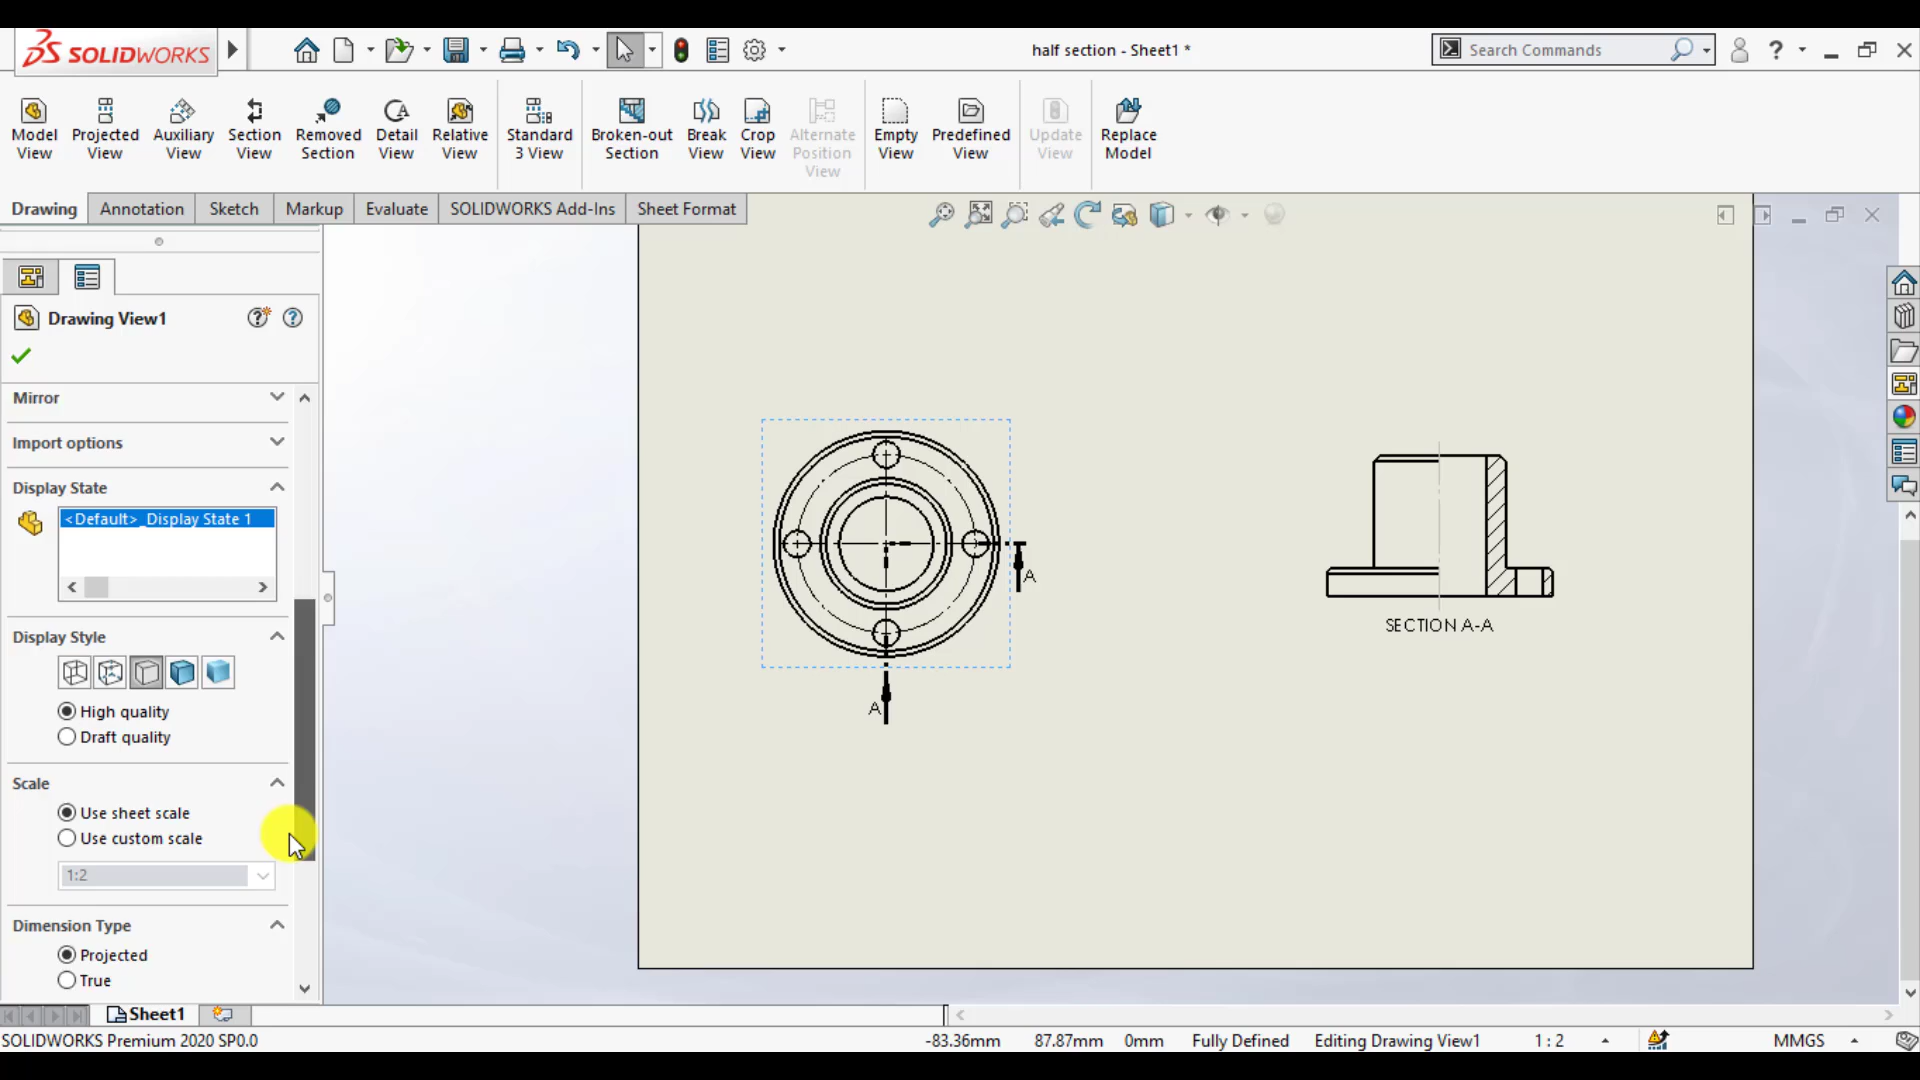 SOLIDWORKS
half section - Sheet1 *
Search Commands
Model View
Projected View
Auxiliary View
Section View
Removed Section
Detail View
Relative View
Standard 3 View
Broken-out Section
Break View
Crop View
Alternate Position View
Empty View
Predefined View
Update View
Replace Model
Drawing
Annotation
Sketch
Markup
Evaluate
SOLIDWORKS Add-Ins
Sheet Format
Drawing View1
Mirror
Import options
Display State
<Default>_Display State 1
Display Style
High quality
Draft quality
Scale
Use sheet scale
Use custom scale
1:2
Dimension Type
Projected
True
A
A
SECTION A-A
Sheet1
SOLIDWORKS Premium 2020 SP0.0
-83.36mm
87.87mm
0mm
Fully Defined
Editing Drawing View1
1 : 2
MMGS